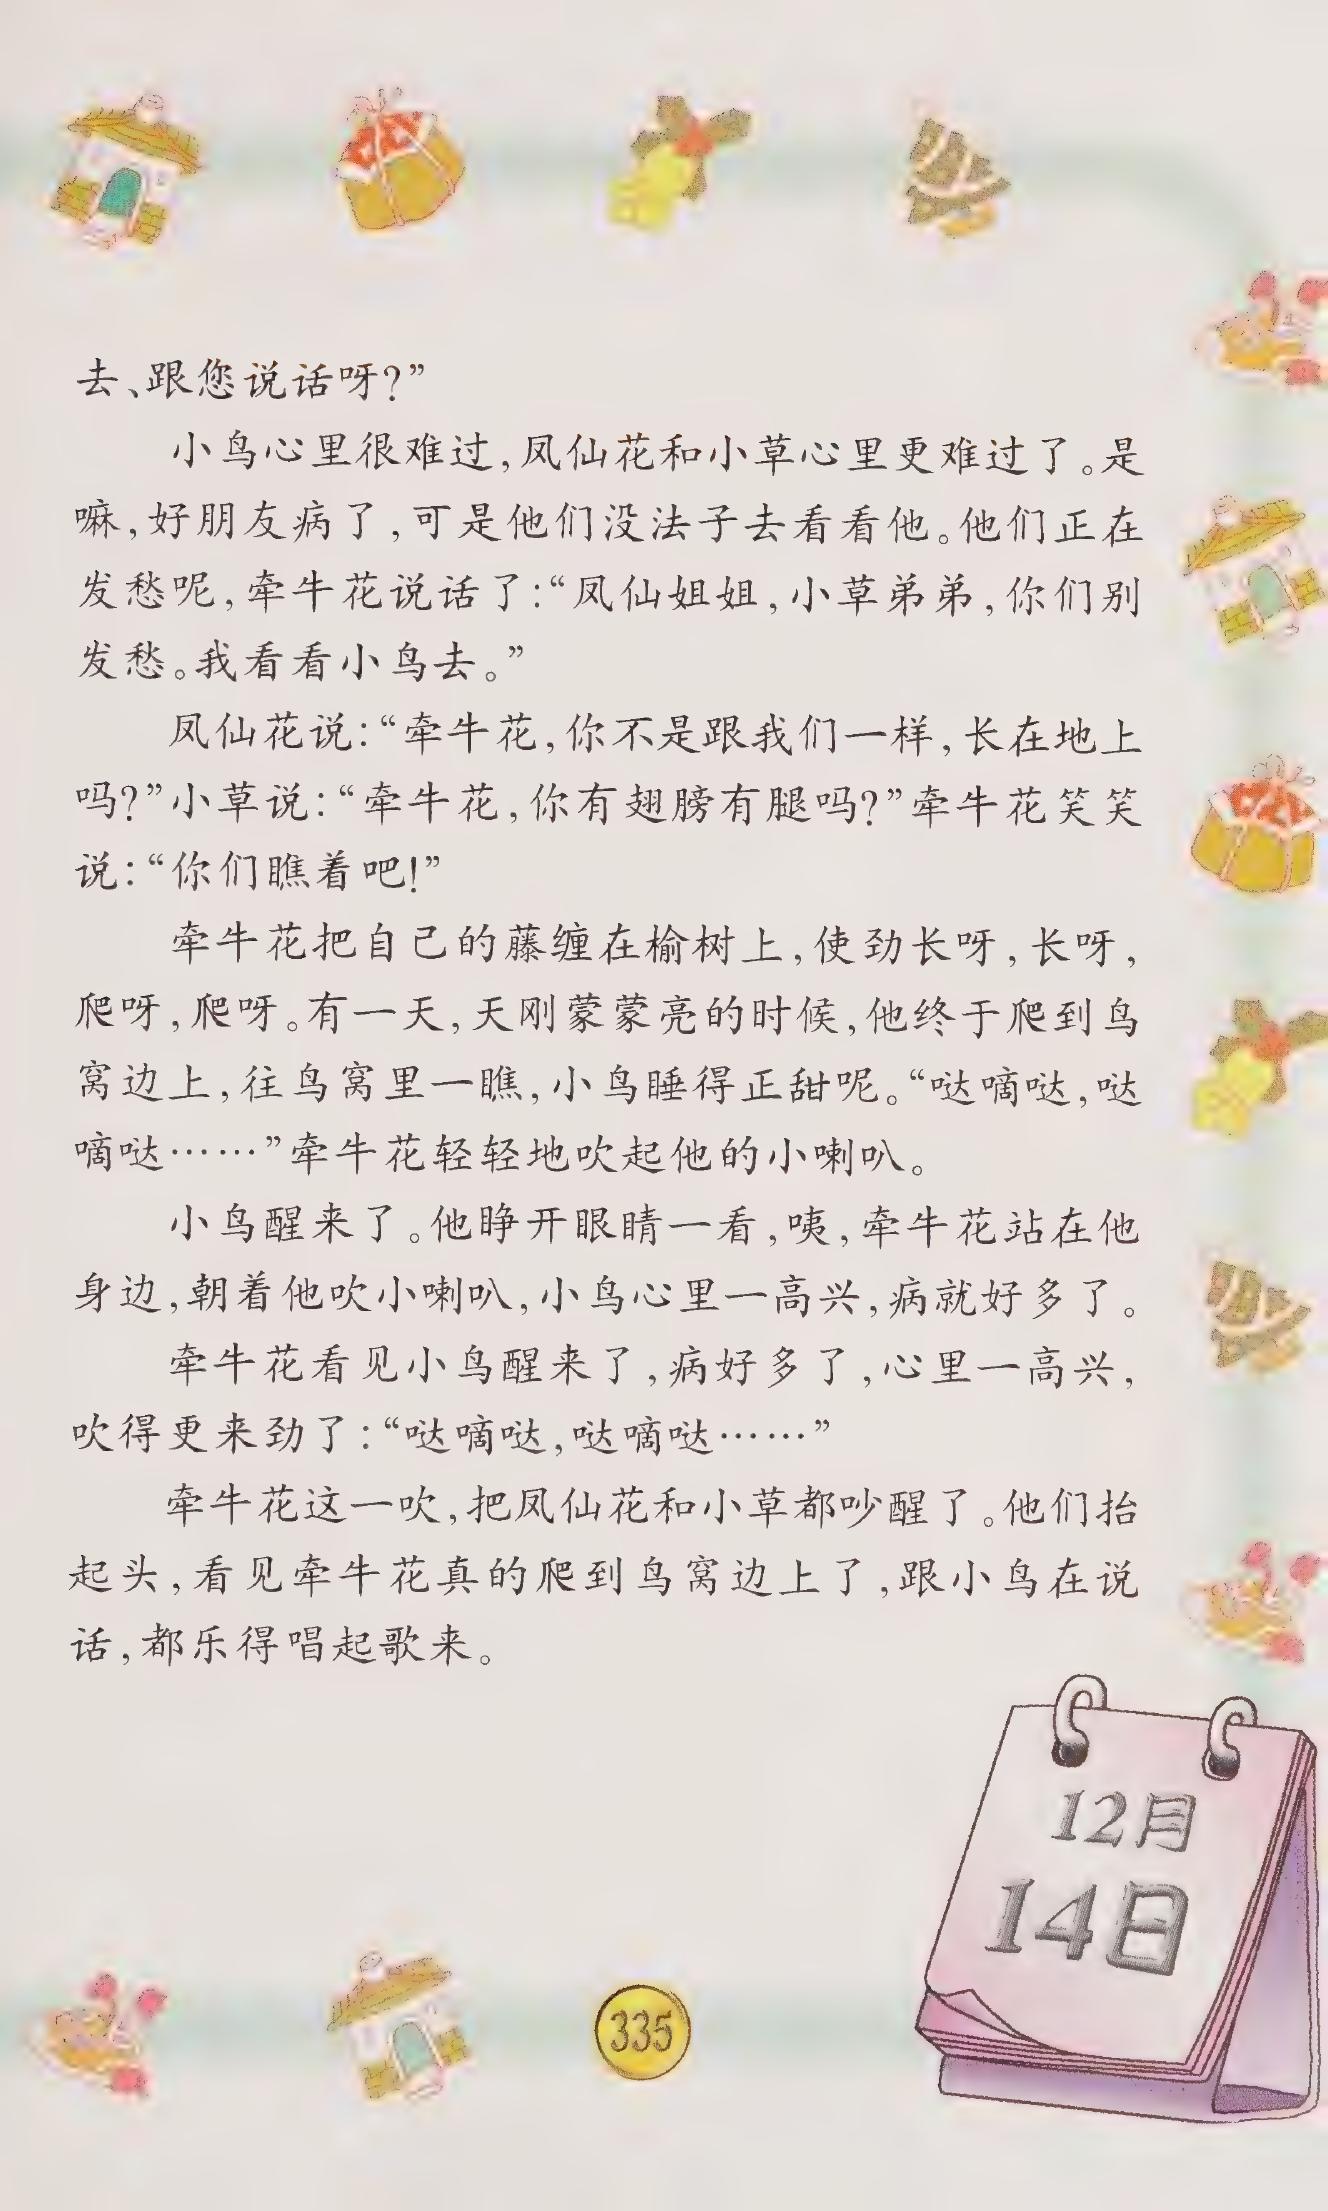 去、跟您说话呀?”
小鸟心里很难过,凤仙花和小草心里更难过了。是
嘛,好朋友病了,可是他们没法子去看看他。他们正在
发愁呢,牵牛花说话了:“凤仙姐姐,小草弟弟,你们别
发愁。我看看小鸟去。”
凤仙花说:“牵牛花,你不是跟我们一样,长在地上
吗?”小草说:“牵牛花,你有翅膀有腿吗?”牵牛花笑笑
说:“你们瞧着吧!”
牵牛花把自己的藤缠在榆树上,使劲长呀,长呀,
爬呀,爬呀。有一天,天刚蒙蒙亮的时候,他终于爬到鸟
窝边上,往鸟窝里一瞧,小鸟睡得正甜呢。“哒嘀哒,哒
嘀哒……”牵牛花轻轻地吹起他的小喇叭。
小鸟醒来了。他睁开眼睛一看,咦,牵牛花站在他
身边,朝着他吹小喇叭,小鸟心里一高兴,病就好多了。
牵牛花看见小鸟醒来了,病好多了,心里一高兴,
吹得更来劲了:“哒嘀哒,哒嘀哒……”
牵牛花这一吹,把凤仙花和小草都吵醒了。他们抬
起头,看见牵牛花真的爬到鸟窝边上了,跟小鸟在说
话,都乐得唱起歌来。
12月
14日
335